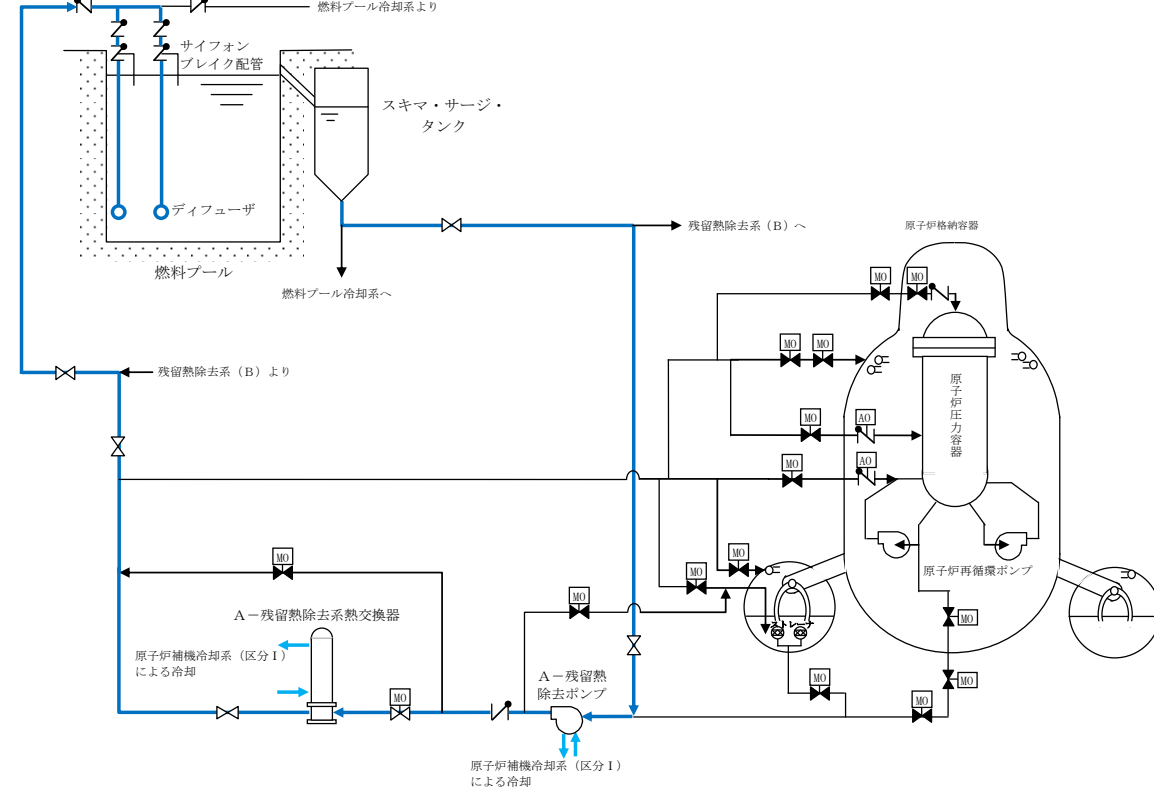 燃料プール冷却系より
サイフォン
ブレイク配管
スキマ・サージ・
タンク
ディフューザ
燃料プール
燃料プール冷却系へ
残留熱除去系（B）へ
原子炉格納容器
MO
MO
MO
MO
残留熱除去系（B）より
原子炉圧力容器
MO
AO
MO
AO
MO
MO
MO
原子炉再循環ポンプ
MO
A－残留熱除去系熱交換器
MO
ストレーナ
原子炉補機冷却系（区分Ⅰ）
による冷却
A－残留熱
除去ポンプ
MO
MO
MO
MO
原子炉補機冷却系（区分Ⅰ）
による冷却